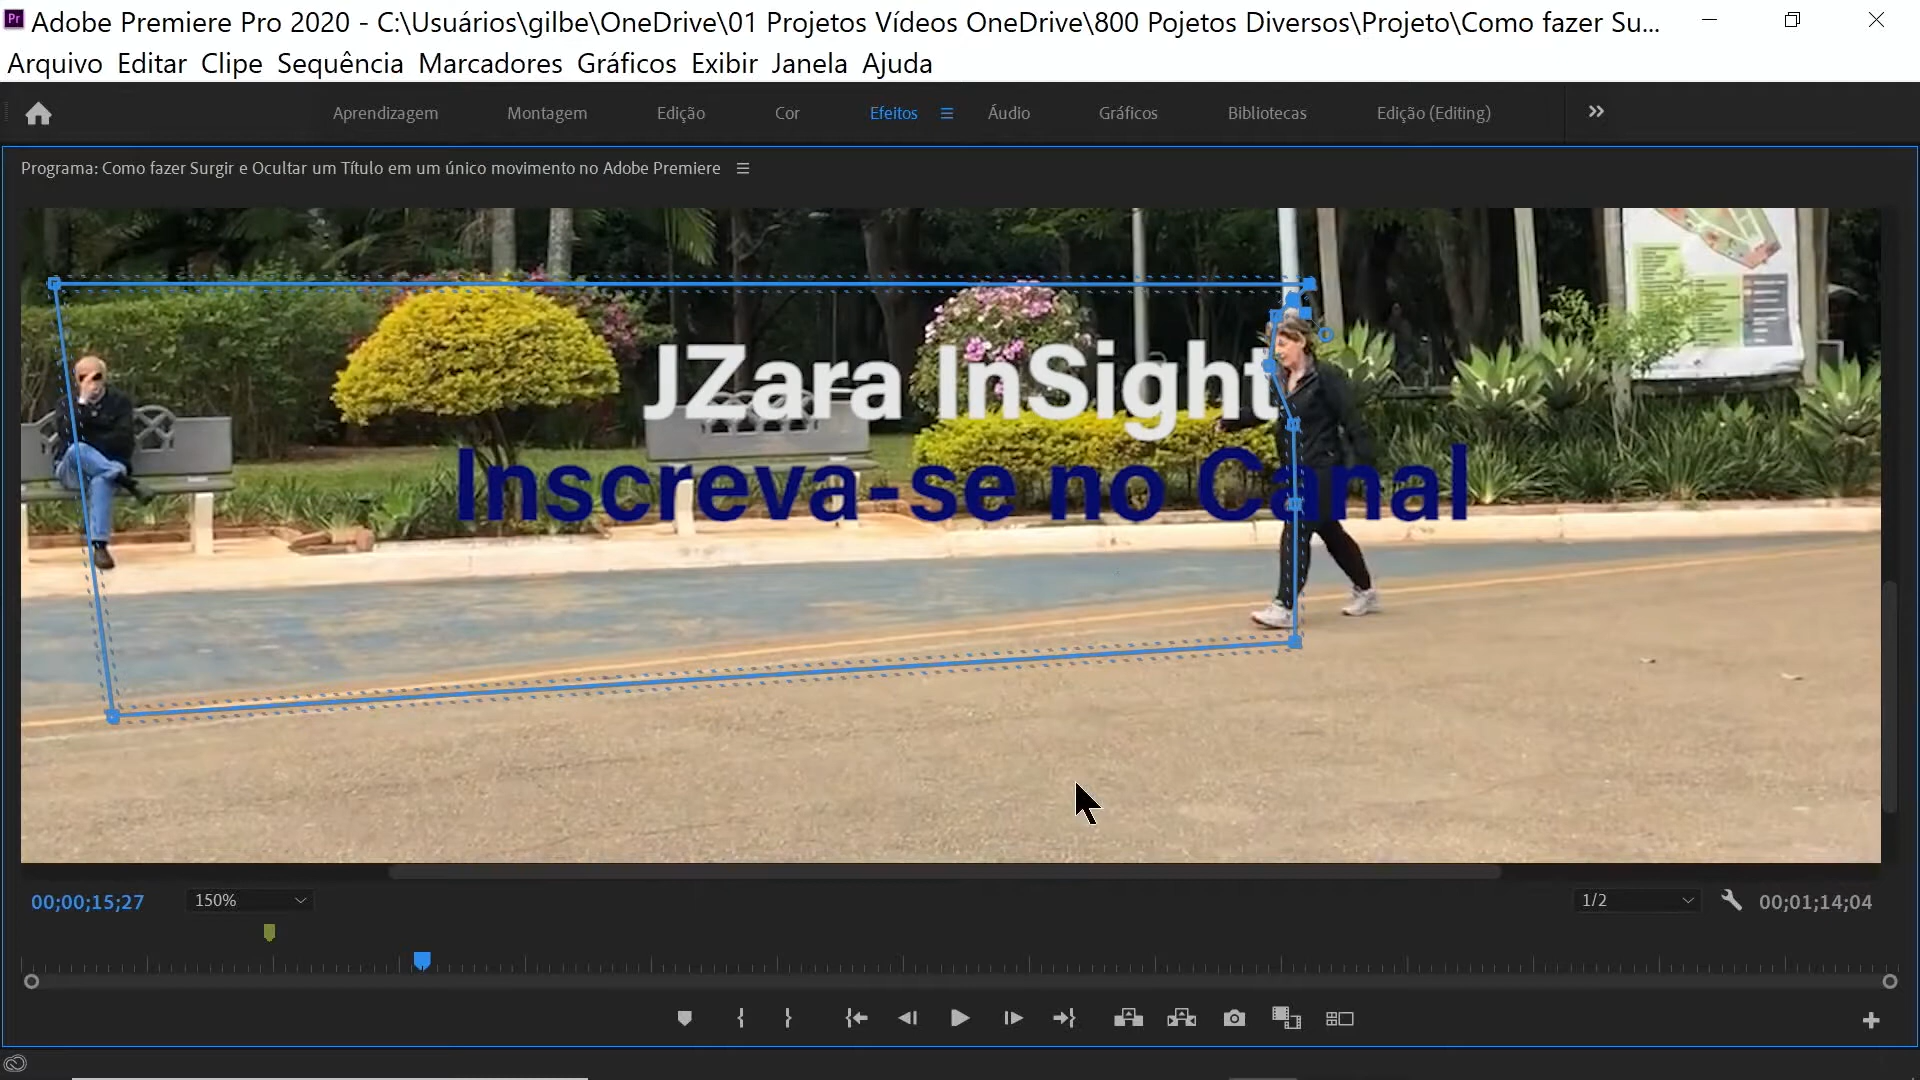 Adobe Premiere Pro 2020 - C:\Usuários\gilbe\OneDrive\01 Projetos Vídeos OneDrive\800 Pojetos Diversos\Projeto\Como fazer Su...
Arquivo Editar Clipe Sequência Marcadores Gráficos Exibir Janela Ajuda
Aprendizagem Montagem Edição Cor Efeitos Áudio Gráficos Bibliotecas Edição (Editing)
Programa: Como fazer Surgir e Ocultar um Título em um único movimento no Adobe Premiere
JZara InSight
Inscreva-se no Canal
00;00;15;27 150% 1/2 00;01;14;04